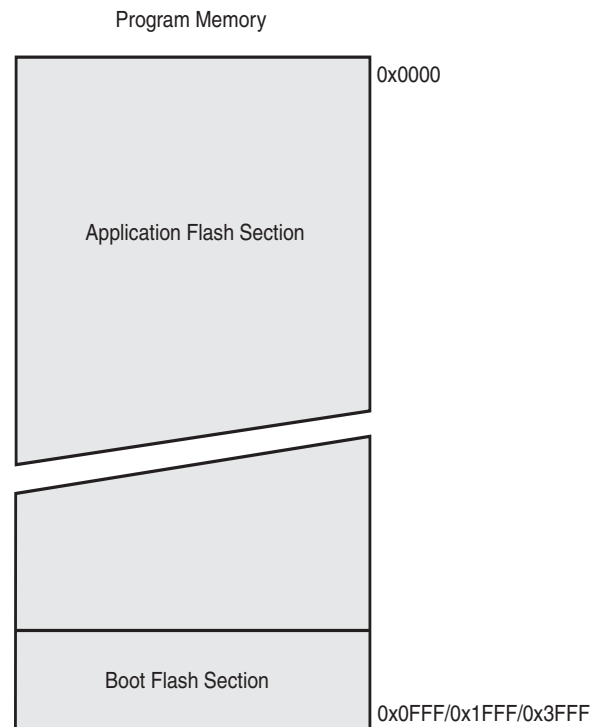 Program Memory
0x0000
Application Flash Section
Boot Flash Section
0x0FFF/0x1FFF/0x3FFF